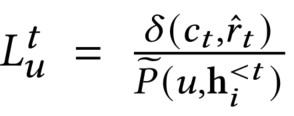 L_u^t = \frac{\delta(c_t, \hat{r}_t)}{\widetilde{P}(u, \mathbf{h}_i^{<t})}